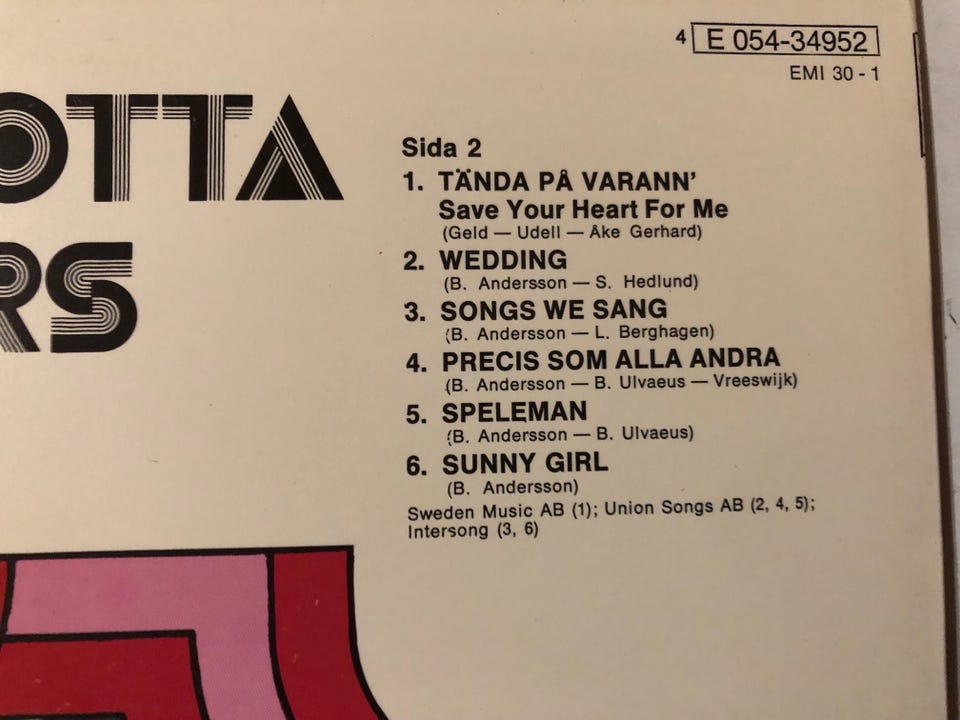 4 E 054-34952
EMI 30 - 1
OTTA
RS
Sida 2
1. TÄNDA PÅ VARANN'
Save Your Heart For Me
(Geld — Udell — Åke Gerhard)
2. WEDDING
(B. Andersson — S. Hedlund)
3. SONGS WE SANG
(B. Andersson — L. Berghagen)
4. PRECIS SOM ALLA ANDRA
(B. Andersson — B. Ulvaeus — Vreeswijk)
5. SPELEMAN
(B. Andersson — B. Ulvaeus)
6. SUNNY GIRL
(B. Andersson)
Sweden Music AB (1); Union Songs AB (2, 4, 5);
Intersong (3, 6)